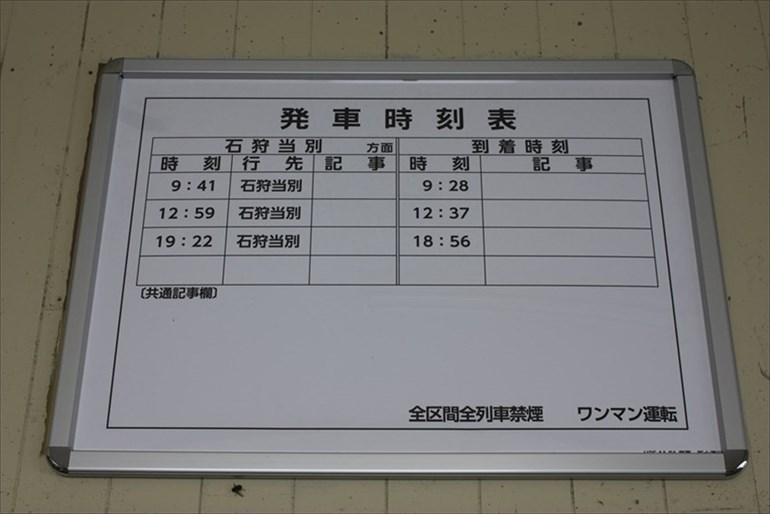 発車時刻表
石狩当別 方面 到着時刻
時刻 行先 記事 時刻 記事
9:41 石狩当別 9:28
12:59 石狩当別 12:37
19:22 石狩当別 18:56
〔共通記事欄〕
全区間全列車禁煙 ワンマン運転